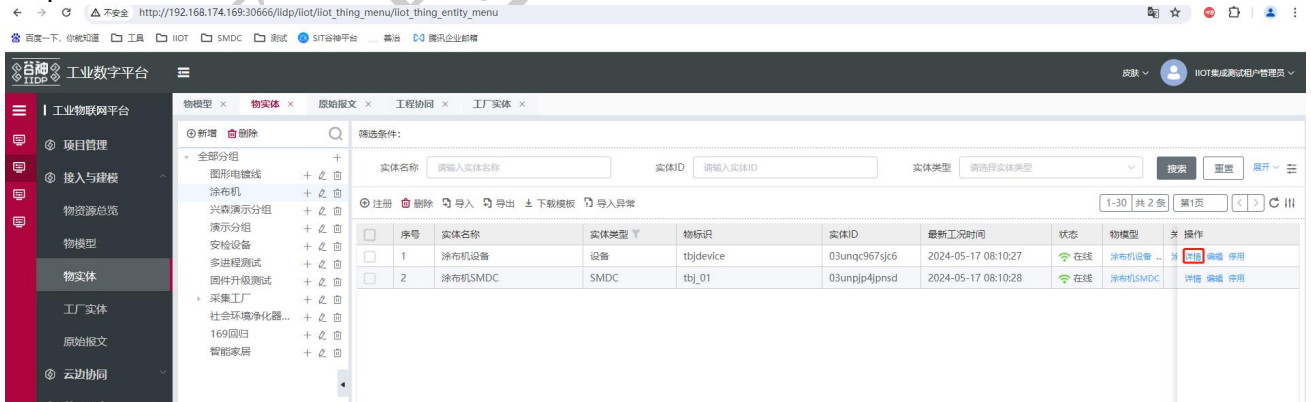 不安全 http://192.168.174.169:30666/iidp/iiot/iiot_thing_menu/iiot_thing_entity_menu
百度一下，你就知道 工具 IIOT SMDC 测试 SIT谷神平台 善治 腾讯企业邮箱
谷神 IIDP 工业数字平台 皮肤 IIOT集成测试租户管理员
工业物联网平台 物模型 × 物实体 × 原始报文 × 工程协同 × 工厂实体 ×
项目管理
接入与建模
物资源总览
物模型
物实体
工厂实体
原始报文
云边协同
新增 删除
全部分组
图形电镀线
涂布机
兴森演示分组
演示分组
安检设备
多进程测试
固件升级测试
采集工厂
社会环境净化器...
169回归
智能家居
筛选条件：
实体名称 请输入实体名称 实体ID 请输入实体ID 实体类型 请选择实体类型 搜索 重置 展开
注册 删除 导入 导出 下载模板 导入异常 1-30 共 2 条 第1页
序号 实体名称 实体类型 物标识 实体ID 最新工况时间 状态 物模型 操作
1 涂布机设备 设备 tbjdevice 03unqc967sjc6 2024-05-17 08:10:27 在线 涂布机设备 .. 详情 编辑 停用
2 涂布机SMDC SMDC tbj_01 03unpjp4jpnsd 2024-05-17 08:10:28 在线 涂布机SMDC 详情 编辑 停用